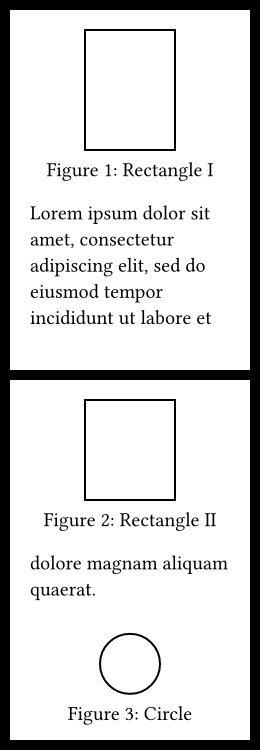 Figure 1: Rectangle I
Lorem ipsum dolor sit
amet, consectetur
adipiscing elit, sed do
eiusmod tempor
incididunt ut labore et
Figure 2: Rectangle II
dolore magnam aliquam
quaerat.
Figure 3: Circle